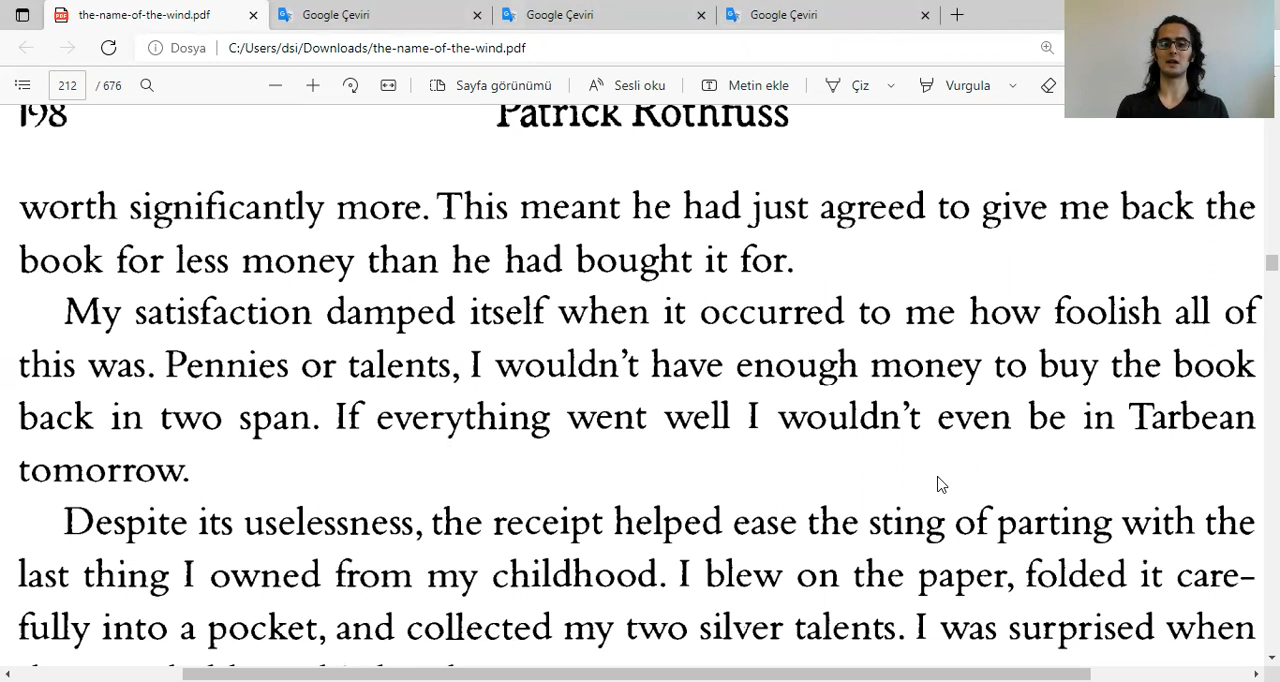 the-name-of-the-wind.pdf
Google Çeviri
Google Çeviri
Google Çeviri
Dosya C:/Users/dsi/Downloads/the-name-of-the-wind.pdf
212 / 676 Sayfa görünümü Sesli oku Metin ekle Çiz Vurgula
198 Patrick Rothfuss
worth significantly more. This meant he had just agreed to give me back the
book for less money than he had bought it for.
My satisfaction damped itself when it occurred to me how foolish all of
this was. Pennies or talents, I wouldn't have enough money to buy the book
back in two span. If everything went well I wouldn't even be in Tarbean
tomorrow.
Despite its uselessness, the receipt helped ease the sting of parting with the
last thing I owned from my childhood. I blew on the paper, folded it care-
fully into a pocket, and collected my two silver talents. I was surprised when